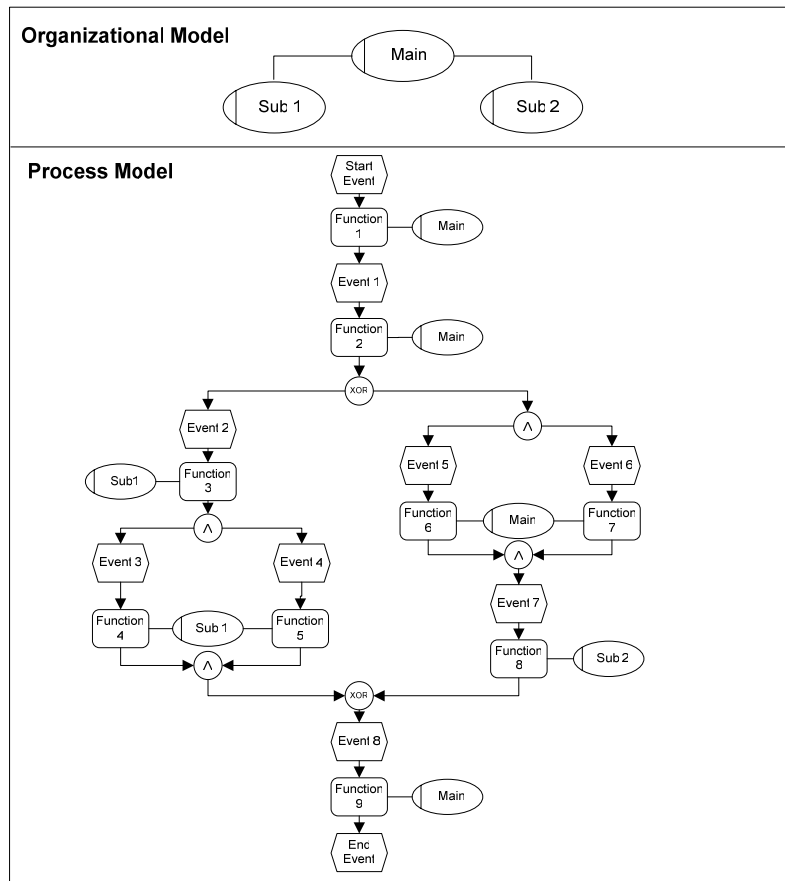 Organizational Model
Main
Sub 1
Sub 2
Process Model
Start
Event
Function
1
Main
Event 1
Function
2
Main
XOR
Event 2
Λ
Event 5
Event 6
Sub1
Function
3
Function
6
Main
Function
7
Λ
Λ
Event 3
Event 4
Event 7
Function
4
Sub 1
Function
5
Function
8
Sub 2
Λ
XOR
Event 8
Function
9
Main
End
Event